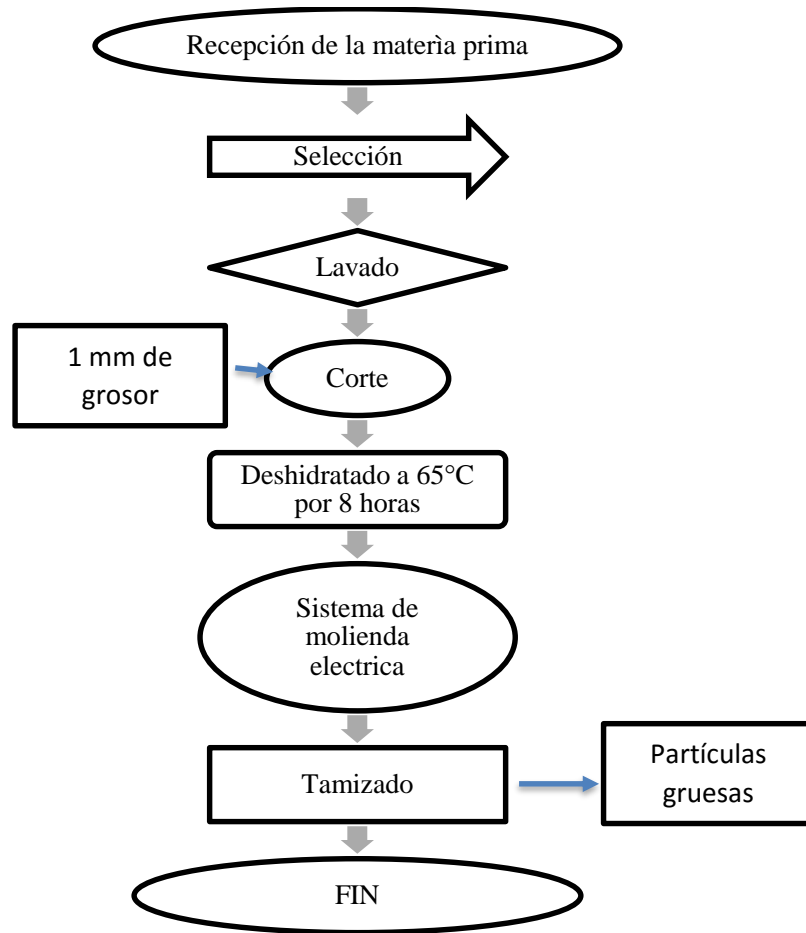 Recepción de la materìa prima
Selección
Lavado
1 mm de
grosor
Corte
Deshidratado a 65°C
por 8 horas
Sistema de
molienda
electrica
Tamizado
Partículas
gruesas
FIN